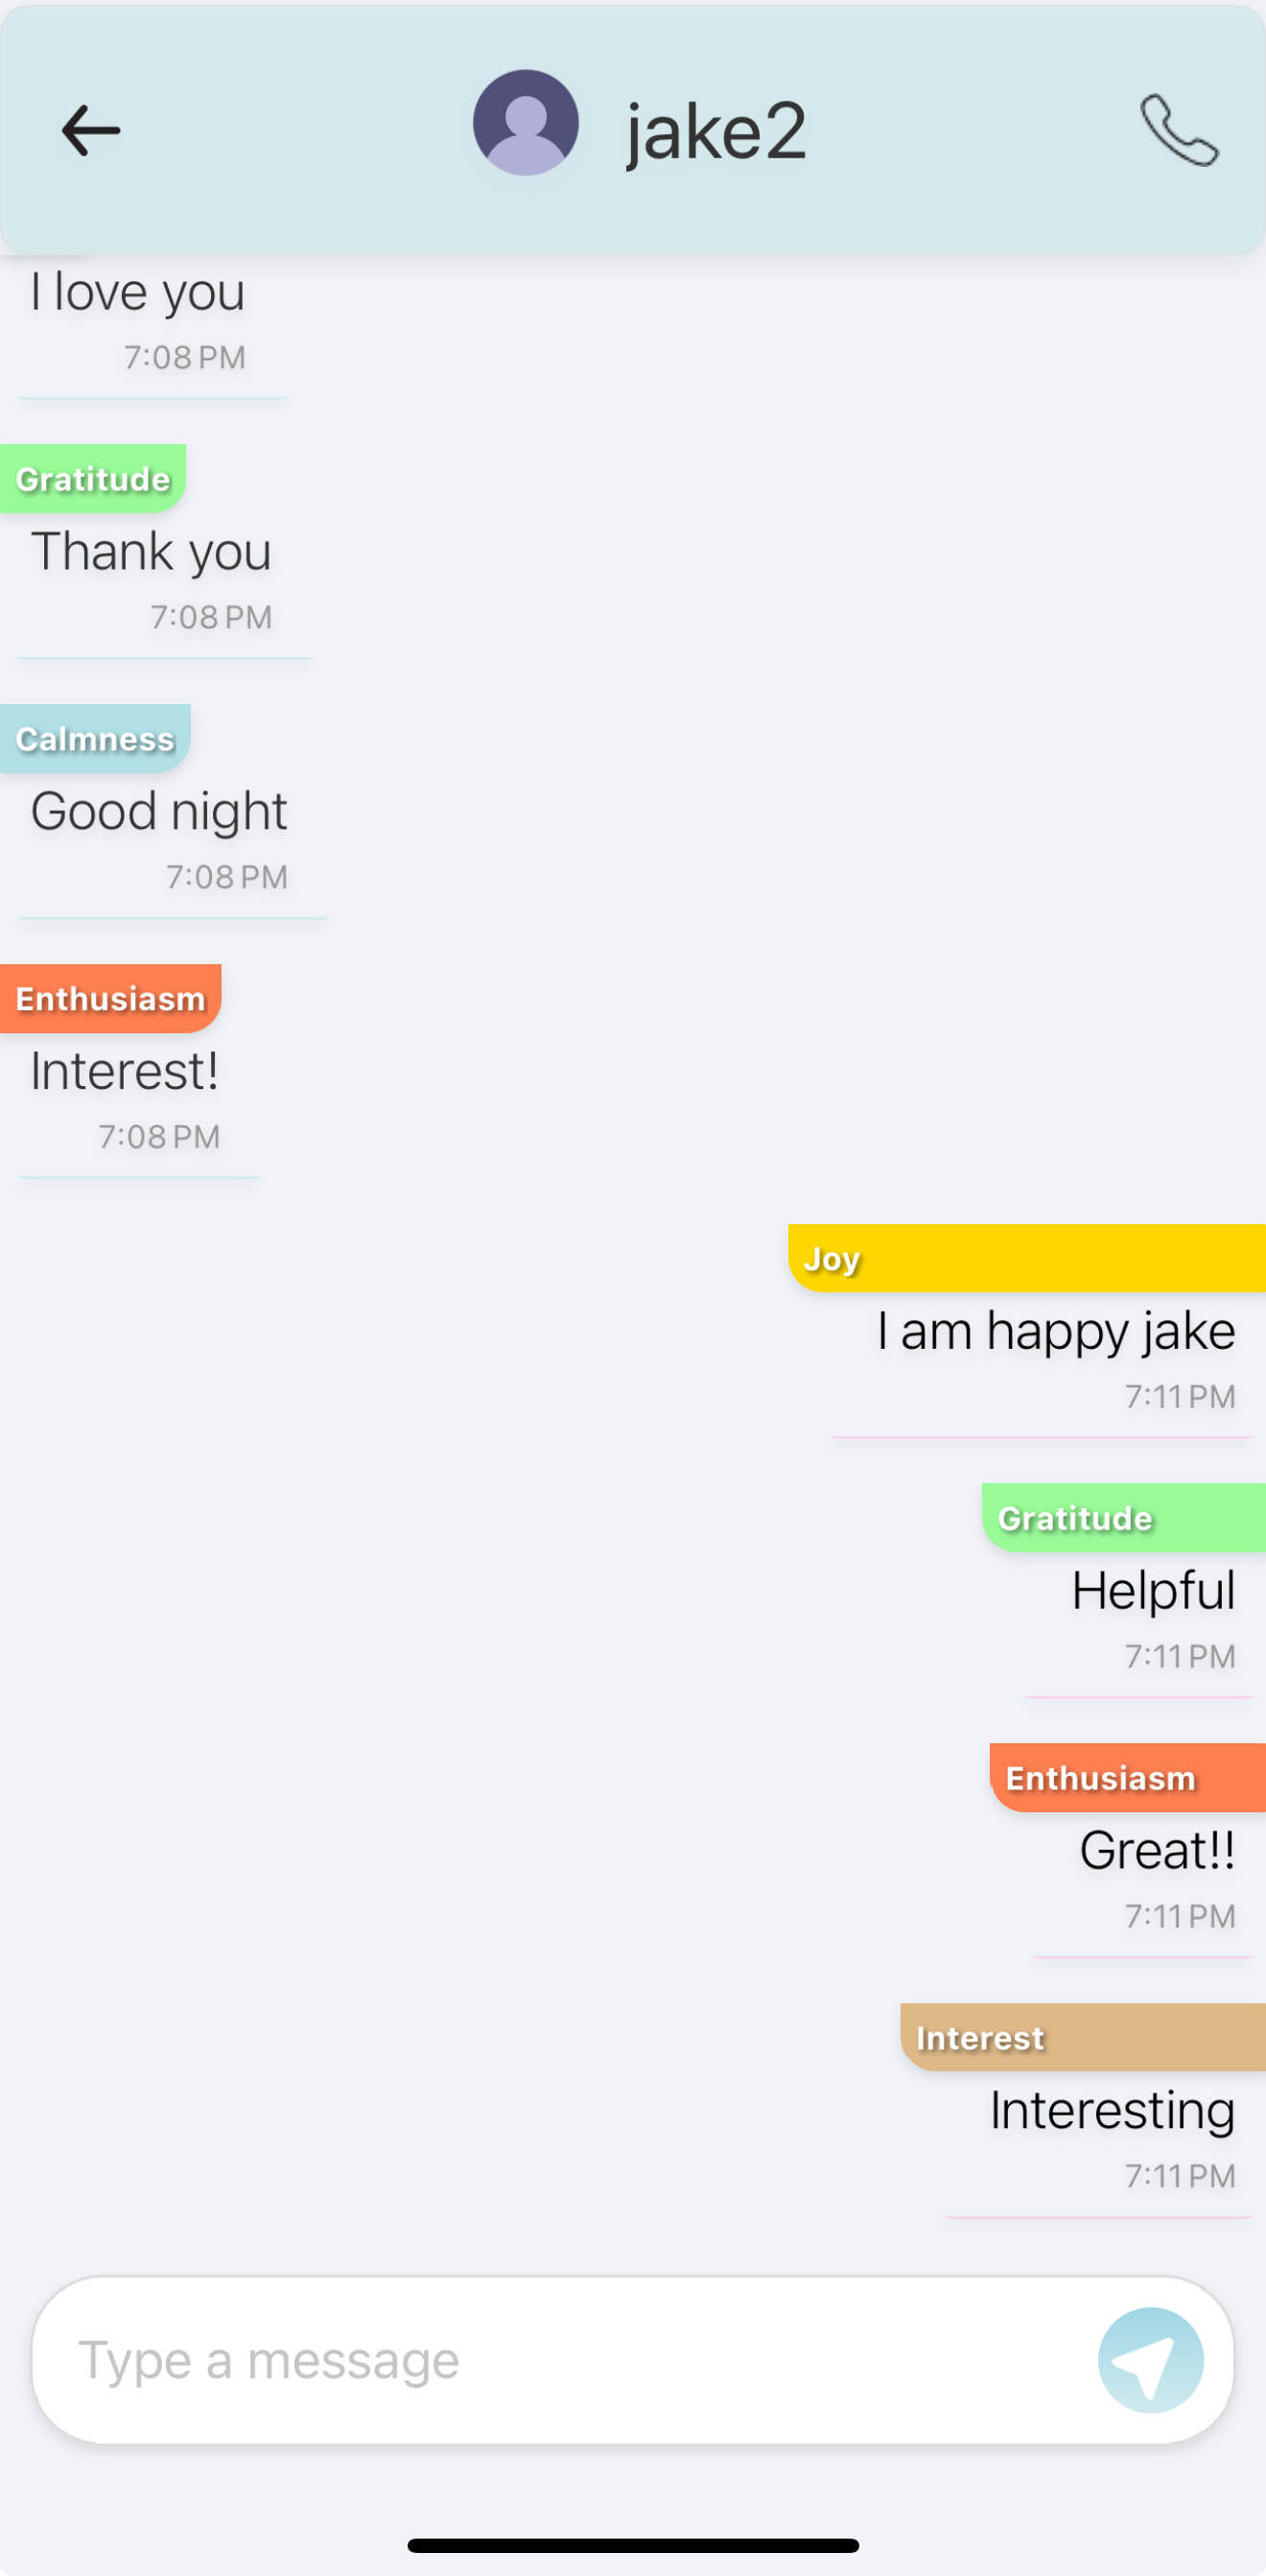 jake2
I love you
7:08 PM
Gratitude
Thank you
7:08 PM
Calmness
Good night
7:08 PM
Enthusiasm
Interest!
7:08 PM
Joy
I am happy jake
7:11 PM
Gratitude
Helpful
7:11 PM
Enthusiasm
Great!!
7:11 PM
Interest
Interesting
7:11 PM
Type a message